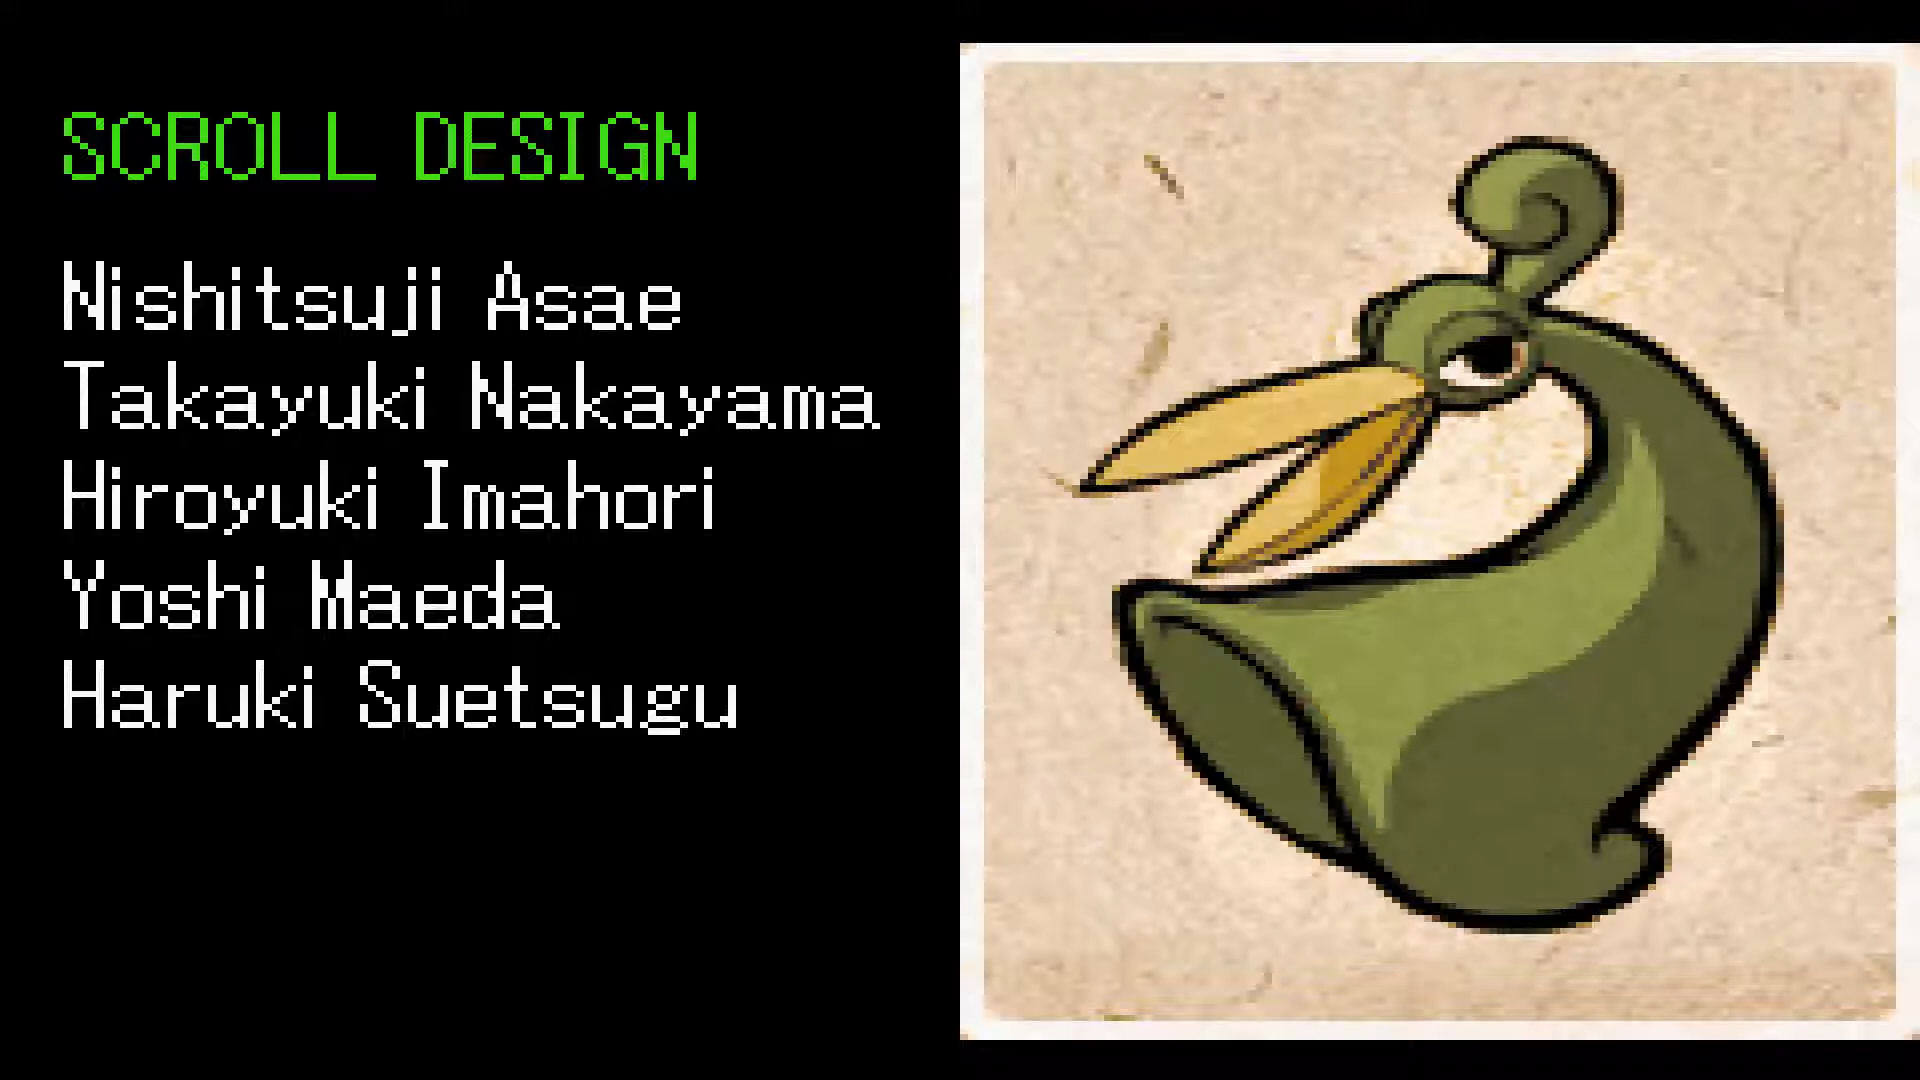 SCROLL DESIGN
Nishitsuji Asae
Takayuki Nakayama
Hiroyuki Imahori
Yoshi Maeda
Haruki Suetsugu